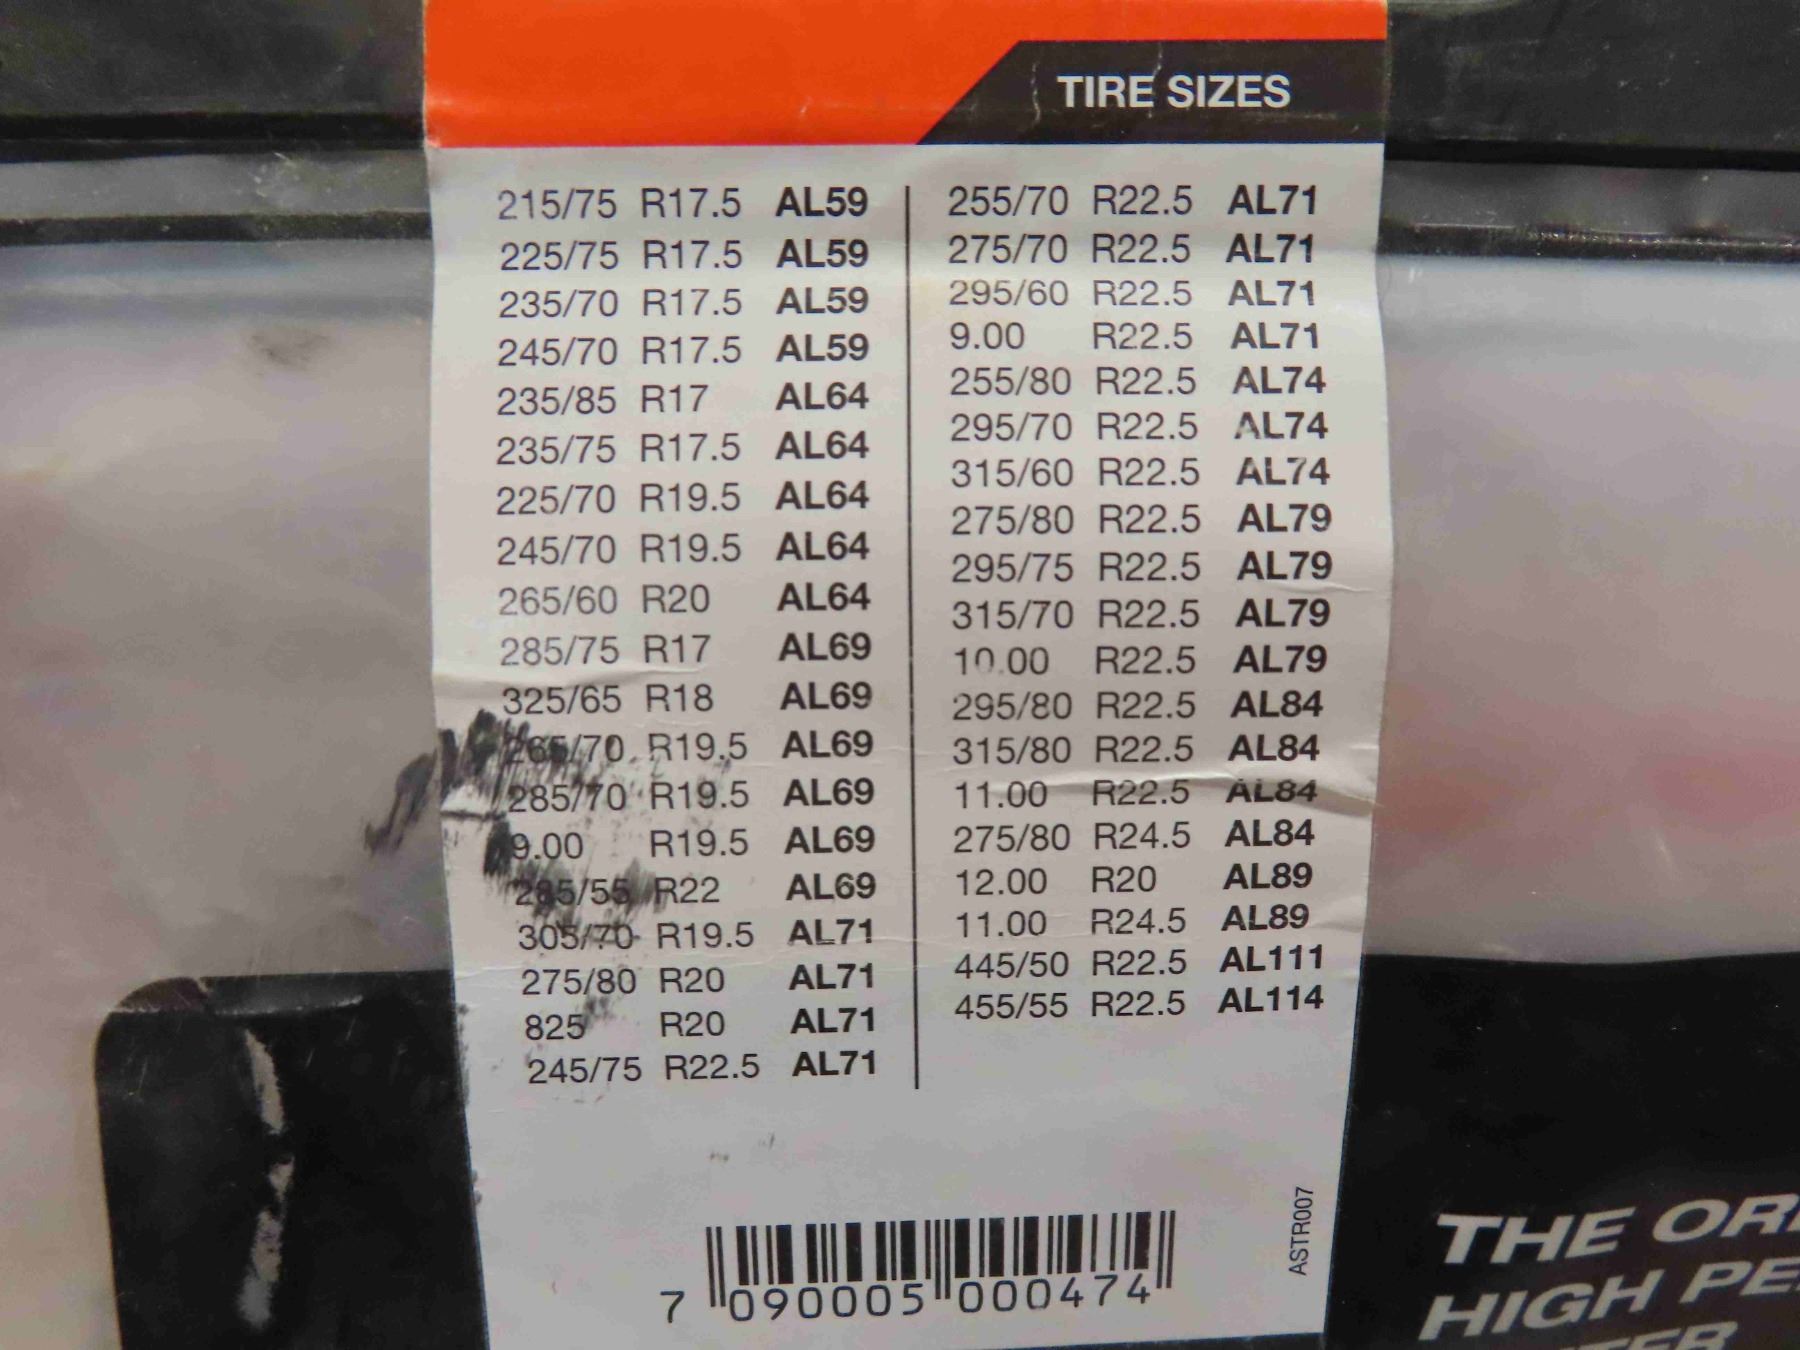 TIRE SIZES
215/75 R17.5 AL59
225/75 R17.5 AL59
235/70 R17.5 AL59
245/70 R17.5 AL59
235/85 R17 AL64
235/75 R17.5 AL64
225/70 R19.5 AL64
245/70 R19.5 AL64
265/60 R20 AL64
285/75 R17 AL69
325/65 R18 AL69
265/70 R19.5 AL69
285/70 R19.5 AL69
9.00 R19.5 AL69
285/55 R22 AL69
305/70 R19.5 AL71
275/80 R20 AL71
825 R20 AL71
245/75 R22.5 AL71
255/70 R22.5 AL71
275/70 R22.5 AL71
295/60 R22.5 AL71
9.00 R22.5 AL71
255/80 R22.5 AL74
295/70 R22.5 AL74
315/60 R22.5 AL74
275/80 R22.5 AL79
295/75 R22.5 AL79
315/70 R22.5 AL79
10.00 R22.5 AL79
295/80 R22.5 AL84
315/80 R22.5 AL84
11.00 R22.5 AL84
275/80 R24.5 AL84
12.00 R20 AL89
11.00 R24.5 AL89
445/50 R22.5 AL111
455/55 R22.5 AL114
7 090005 000474
ASTR007
THE
HIGH